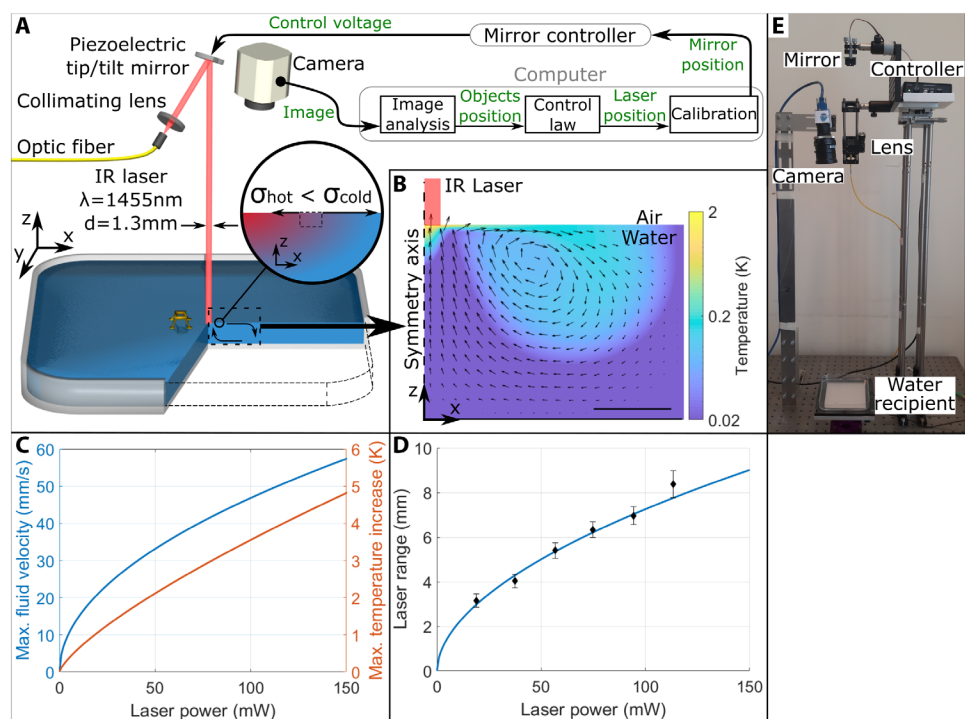 A
Control voltage
Mirror controller
Piezoelectric
tip/tilt mirror
Camera
Mirror
position
Computer
Collimating lens
Image
Image
analysis
Objects
position
Control
law
Laser
position
Calibration
Optic fiber
IR laser
λ=1455nm
d=1.3mm
σhot < σcold
z
x
z
y
x
B
IR Laser
Air
Water
Symmetry axis
z
x
2
0.2
0.02
Temperature (K)
E
Mirror
Controller
Lens
Camera
Water
recipient
C
60
50
40
30
20
10
0
Max. fluid velocity (mm/s)
6
5
4
3
2
1
0
Max. temperature increase (K)
0
50
100
150
Laser power (mW)
D
10
8
6
4
2
0
Laser range (mm)
0
50
100
150
Laser power (mW)